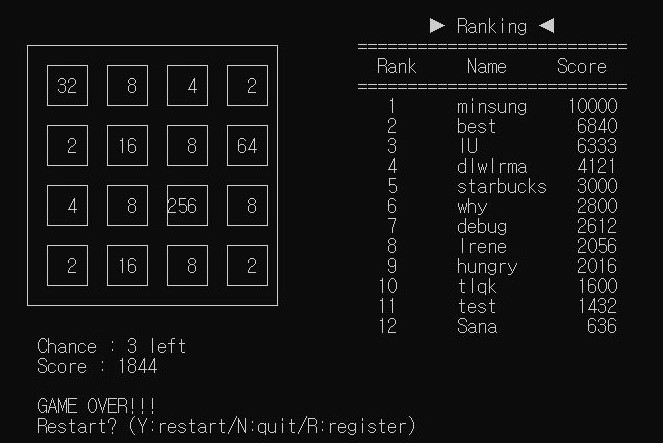 ▶ Ranking ◀
===========================
Rank Name Score
===========================
32 8 4 2
2 16 8 64
4 8 256 8
2 16 8 2
1 minsung 10000
2 best 6840
3 IU 6333
4 dlwlrma 4121
5 starbucks 3000
6 why 2800
7 debug 2612
8 Irene 2056
9 hungry 2016
10 tlqk 1600
11 test 1432
12 Sana 636
Chance : 3 left
Score : 1844
GAME OVER!!!
Restart? (Y:restart/N:quit/R:register)